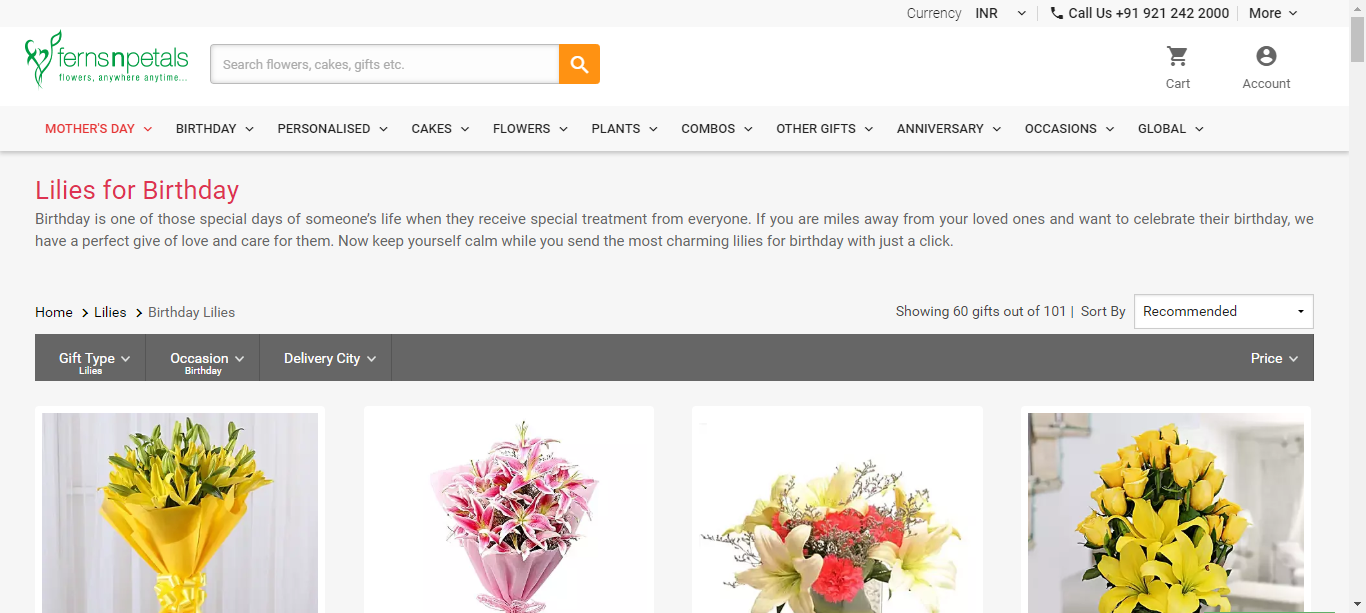 Currency INR Call Us +91 921 242 2000 More
fernsnpetals
flowers, anywhere anytime...
Search flowers, cakes, gifts etc.
Cart Account
MOTHER'S DAY BIRTHDAY PERSONALISED CAKES FLOWERS PLANTS COMBOS OTHER GIFTS ANNIVERSARY OCCASIONS GLOBAL
Lilies for Birthday
Birthday is one of those special days of someone's life when they receive special treatment from everyone. If you are miles away from your loved ones and want to celebrate their birthday, we
have a perfect give of love and care for them. Now keep yourself calm while you send the most charming lilies for birthday with just a click.
Home Lilies Birthday Lilies Showing 60 gifts out of 101 | Sort By Recommended
Gift Type Occasion Delivery City Price
Lilies Birthday